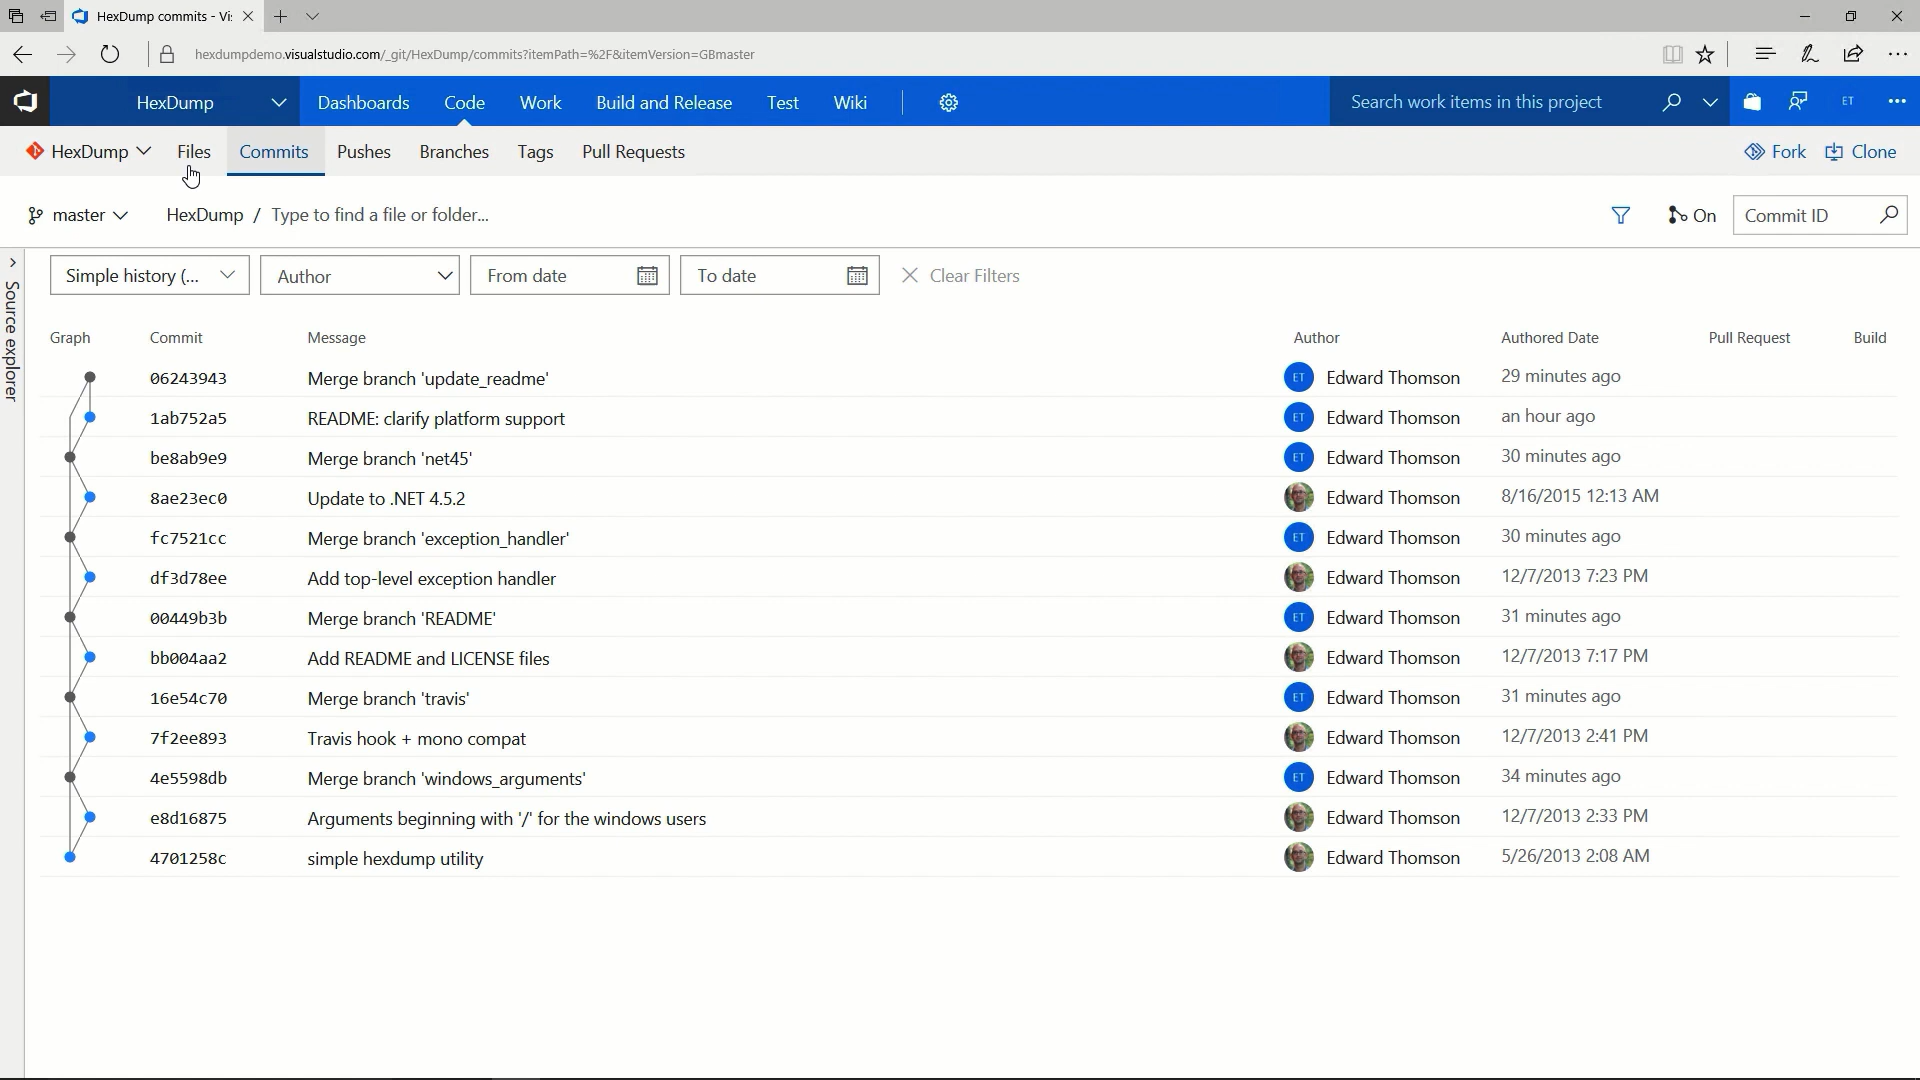 HexDump commits - Vi:
hexdumpdemo.visualstudio.com/_git/HexDump/commits?itemPath=%2F&itemVersion=GBmaster
HexDump Dashboards Code Work Build and Release Test Wiki Search work items in this project ET
HexDump Files Commits Pushes Branches Tags Pull Requests Fork Clone
master HexDump / Type to find a file or folder... On Commit ID
Source explorer
Simple history (... Author From date To date Clear Filters
Graph Commit Message Author Authored Date Pull Request Build
06243943 Merge branch 'update_readme' ET Edward Thomson 29 minutes ago
1ab752a5 README: clarify platform support ET Edward Thomson an hour ago
be8ab9e9 Merge branch 'net45' ET Edward Thomson 30 minutes ago
8ae23ec0 Update to .NET 4.5.2 Edward Thomson 8/16/2015 12:13 AM
fc7521cc Merge branch 'exception_handler' ET Edward Thomson 30 minutes ago
df3d78ee Add top-level exception handler Edward Thomson 12/7/2013 7:23 PM
00449b3b Merge branch 'README' ET Edward Thomson 31 minutes ago
bb004aa2 Add README and LICENSE files Edward Thomson 12/7/2013 7:17 PM
16e54c70 Merge branch 'travis' ET Edward Thomson 31 minutes ago
7f2ee893 Travis hook + mono compat Edward Thomson 12/7/2013 2:41 PM
4e5598db Merge branch 'windows_arguments' ET Edward Thomson 34 minutes ago
e8d16875 Arguments beginning with '/' for the windows users Edward Thomson 12/7/2013 2:33 PM
4701258c simple hexdump utility Edward Thomson 5/26/2013 2:08 AM